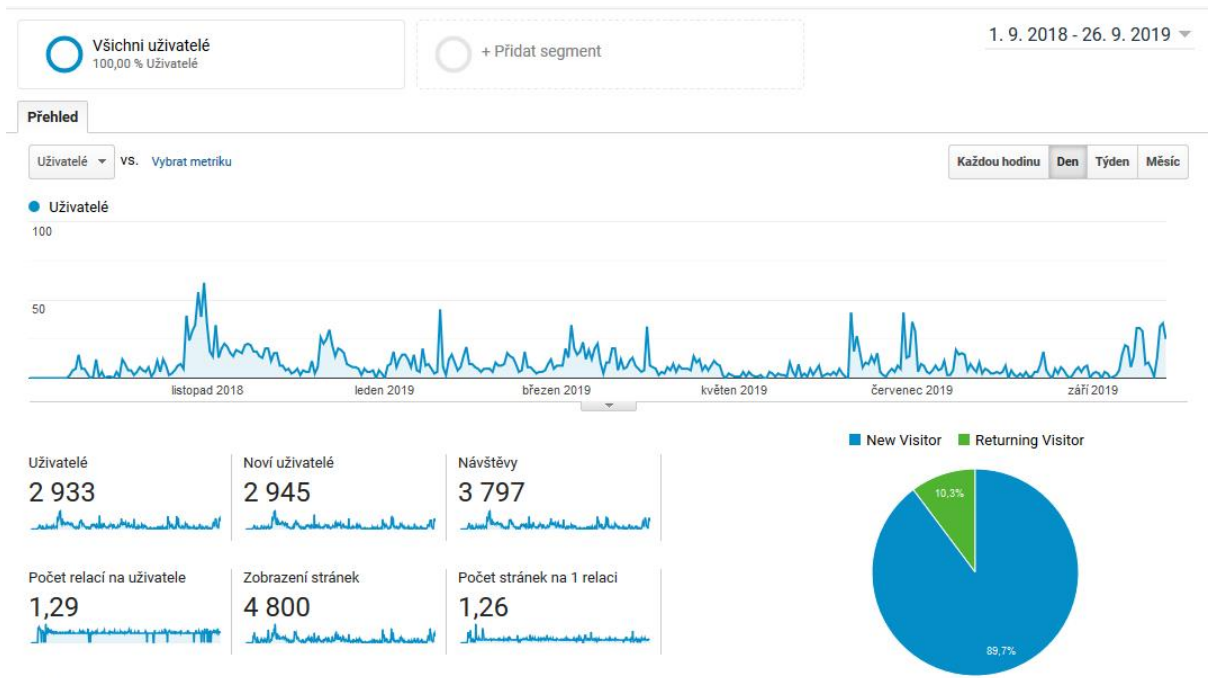 Všichni uživatelé
100,00 % Uživatelé
+ Přidat segment
1. 9. 2018 - 26. 9. 2019
Přehled
Uživatelé VS. Vybrat metriku
Každou hodinu Den Týden Měsíc
Uživatelé
100
50
listopad 2018 leden 2019 březen 2019 květen 2019 červenec 2019 září 2019
New Visitor Returning Visitor
Uživatelé Noví uživatelé Návštěvy
2 933 2 945 3 797
10,3%
Počet relací na uživatele Zobrazení stránek Počet stránek na 1 relaci
1,29 4 800 1,26
89,7%